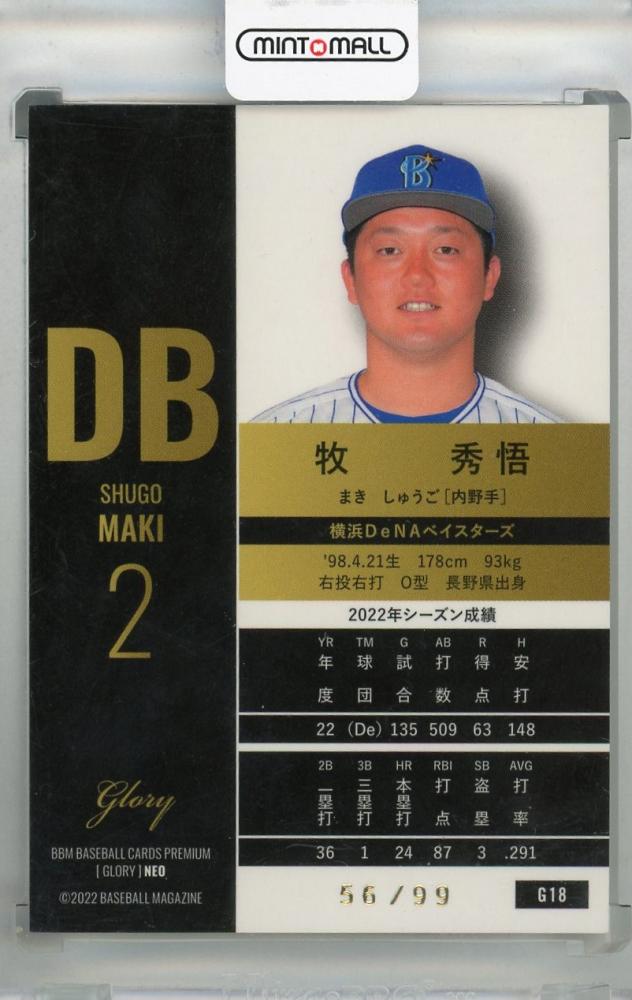 MINT MALL
B
DB
SHUGO
MAKI
2
Glory
BBM BASEBALL CARDS PREMIUM
[ GLORY ] NEO
©2022 BASEBALL MAGAZINE
牧 秀悟
まき しゅうご [内野手]
横浜DeNAベイスターズ
'98.4.21生 178cm 93kg
右投右打 O型 長野県出身
2022年シーズン成績
YR TM G AB R H
年度 球団 試合 打数 得点 安打
22 (De) 135 509 63 148
2B 3B HR RBI SB AVG
二塁打 三塁打 本塁打 打点 盗塁 打率
36 1 24 87 3 .291
56/99
G18